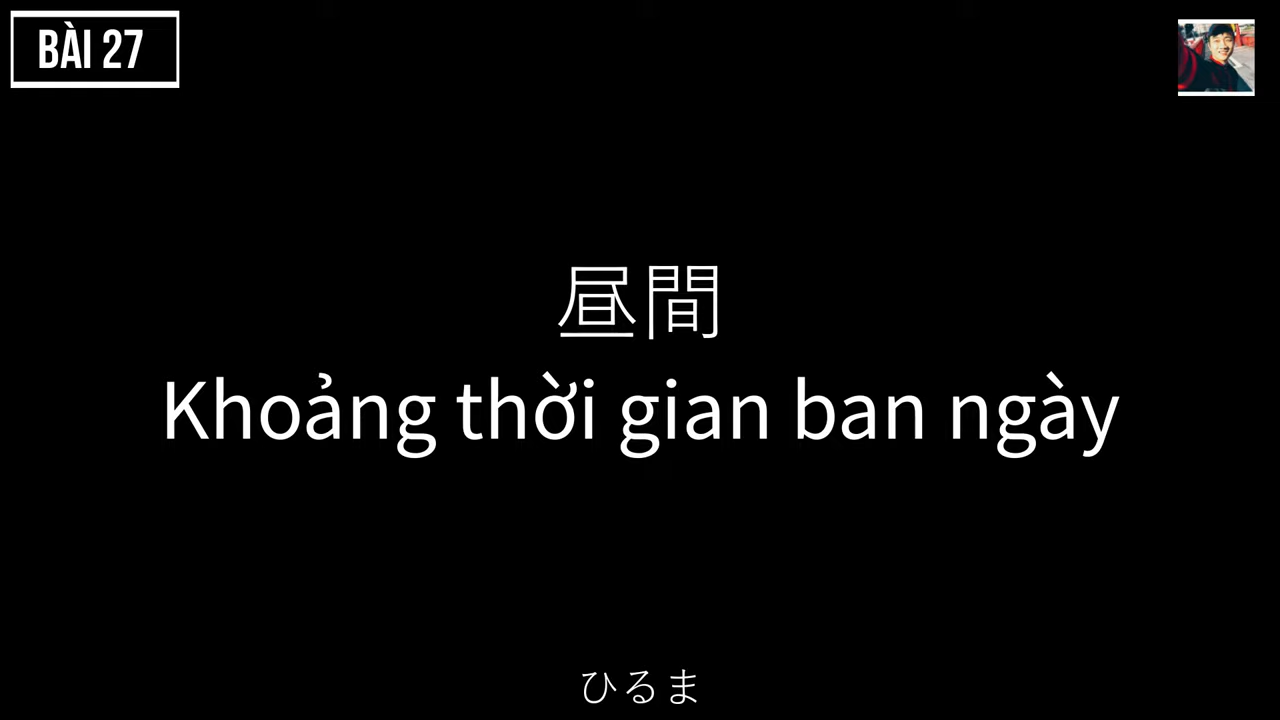 BÀI 27
昼間
Khoảng thời gian ban ngày
ひるま